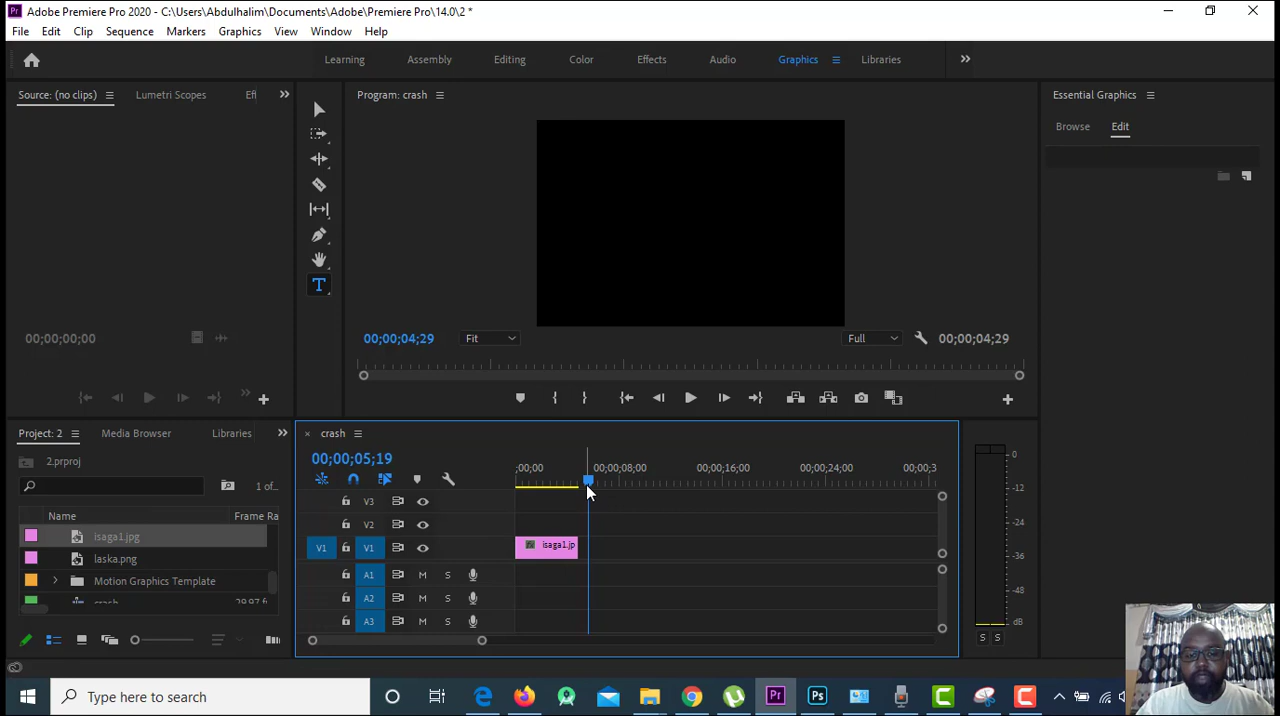 Adobe Premiere Pro 2020 - C:\Users\Abdulhalim\Documents\Adobe\Premiere Pro\14.0\2 *
File Edit Clip Sequence Markers Graphics View Window Help
Learning Assembly Editing Color Effects Audio Graphics Libraries
Source: (no clips) Lumetri Scopes Eff
Program: crash
Essential Graphics
Browse Edit
00;00;00;00
00;00;04;29 Fit Full 00;00;04;29
Project: 2 Media Browser Libraries
2.prproj
1 of...
Name Frame Ra
isaga1.jpg
laska.png
Motion Graphics Template
crash 29.97 f
crash
00;00;05;19
;00;00 00;00;08;00 00;00;16;00 00;00;24;00 00;00;3
V3
V2
V1 V1 isaga1.jp
A1 M S
A2 M S
A3 M S
0
-12
-24
-36
-48
dB
S S
Type here to search
Pr Ps